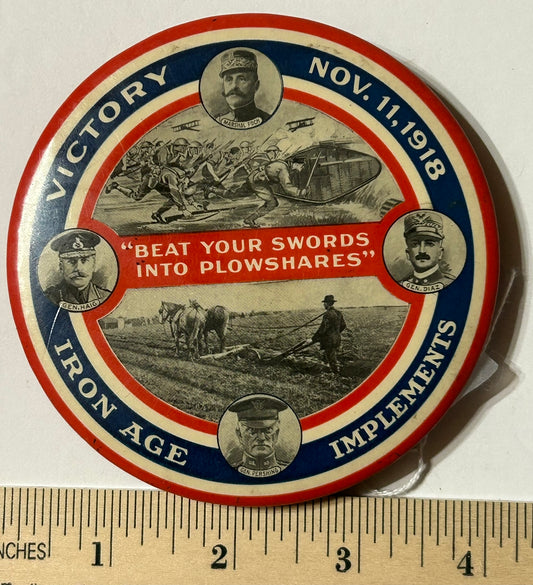 VICTORY
NOV. 11, 1918
MARSHAL FOCH
"BEAT YOUR SWORDS
INTO PLOWSHARES"
GEN. HAIG
GEN. DIAZ
GEN. PERSHING
IRON AGE
IMPLEMENTS
NCHES 1 2 3 4